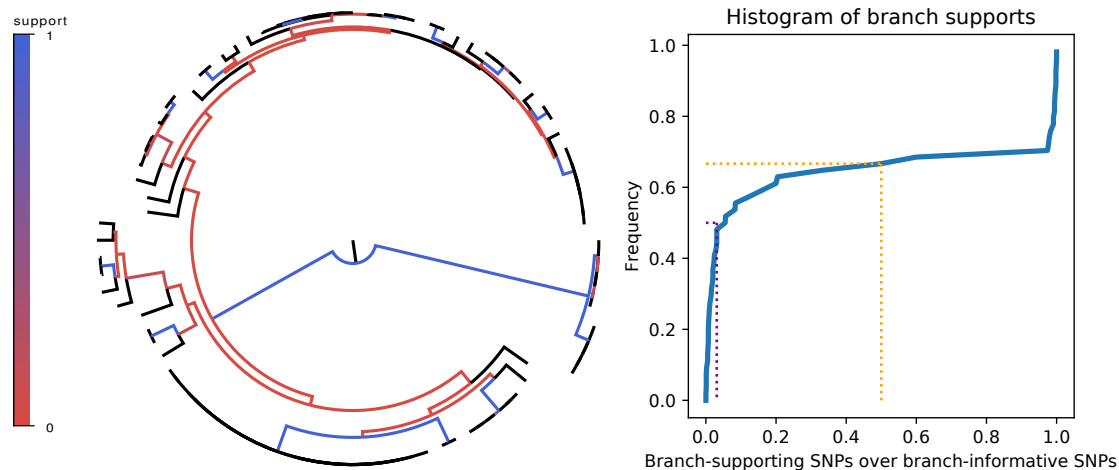 support
1
0
Histogram of branch supports
Frequency
1.0
0.8
0.6
0.4
0.2
0.0
0.0 0.2 0.4 0.6 0.8 1.0
Branch-supporting SNPs over branch-informative SNPs